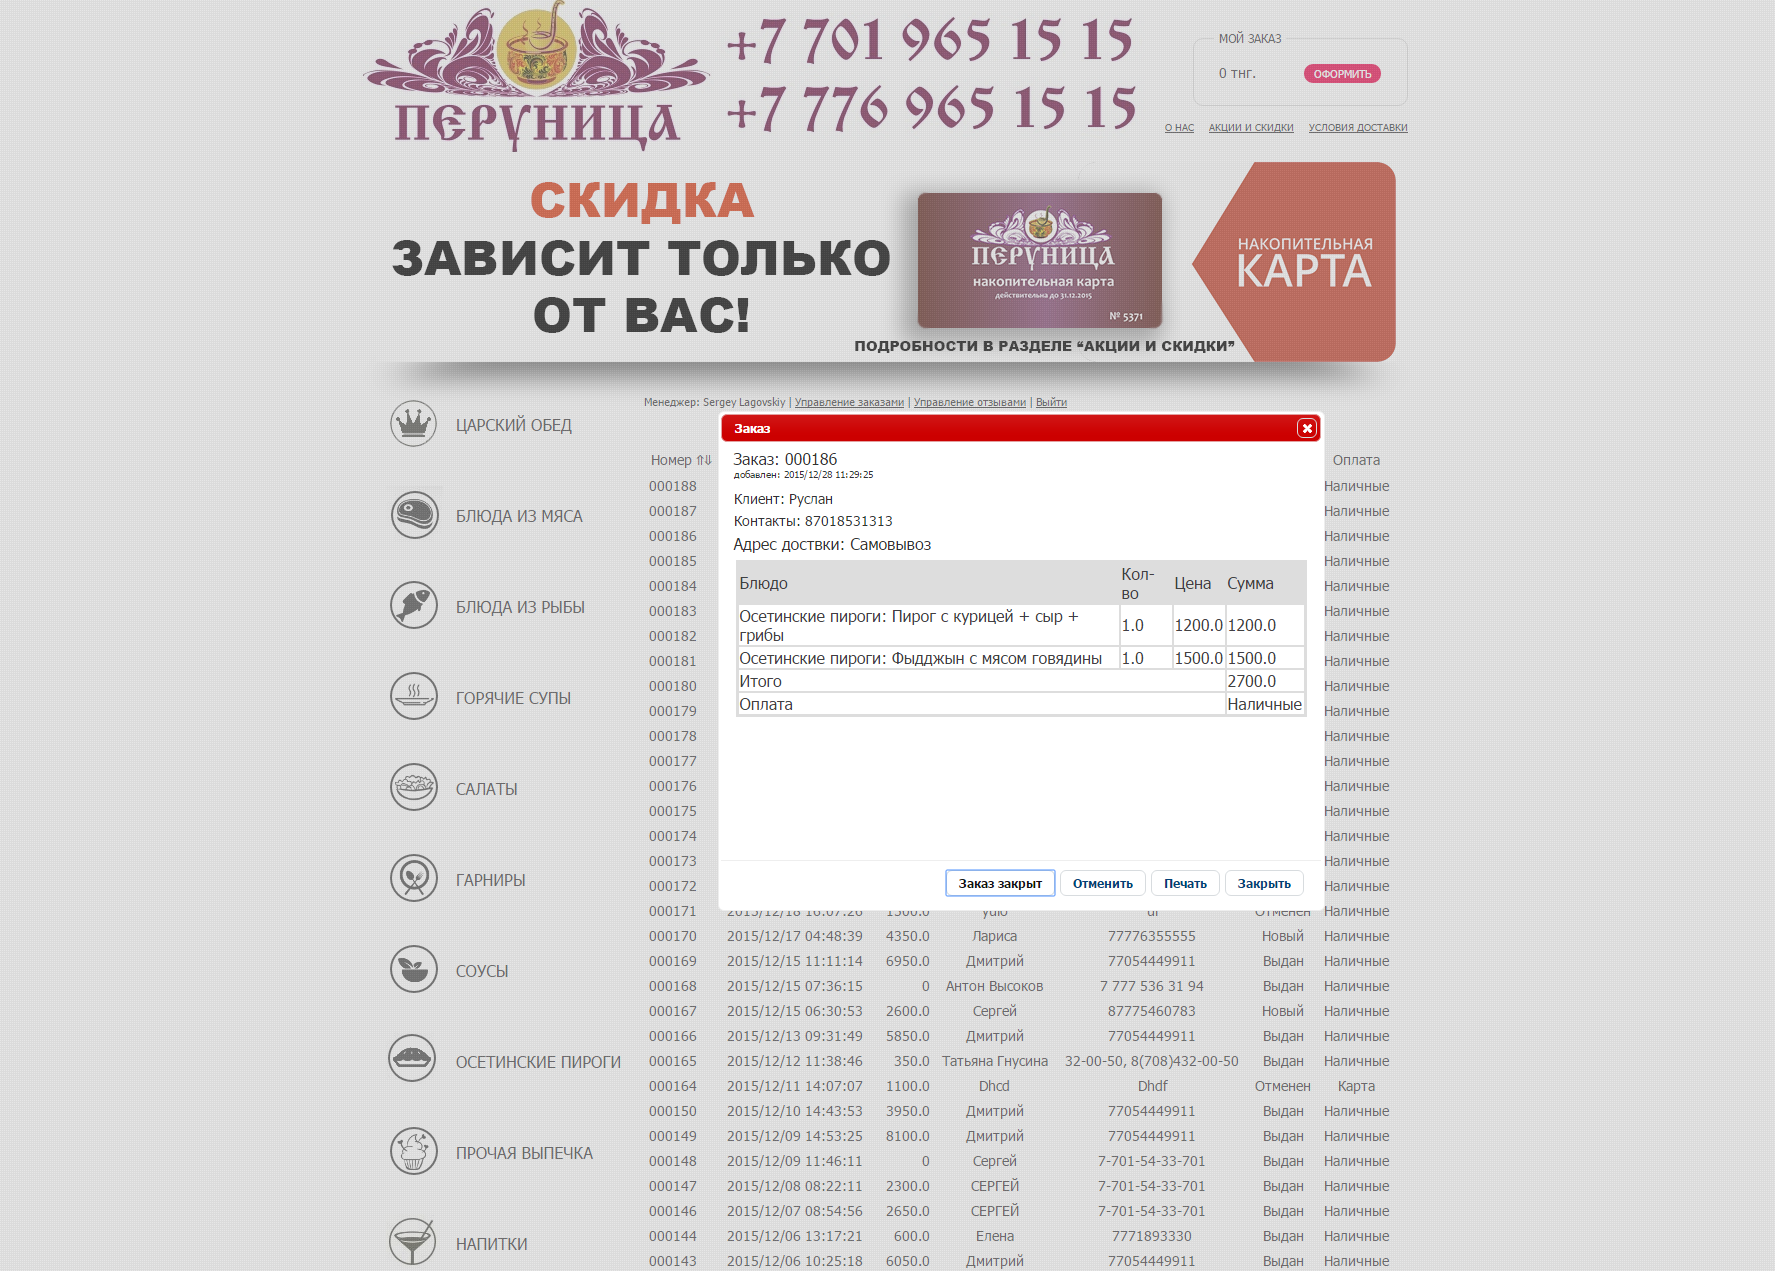 ПЕРУНИЦА
+7 701 965 15 15
+7 776 965 15 15
МОЙ ЗАКАЗ
0 тнг.
ОФОРМИТЬ
О НАС
АКЦИИ И СКИДКИ
УСЛОВИЯ ДОСТАВКИ
СКИДКА
ЗАВИСИТ ТОЛЬКО
ОТ ВАС!
ПЕРУНИЦА
накопительная карта
действительна до 31.12.2015
№ 5371
НАКОПИТЕЛЬНАЯ
КАРТА
ПОДРОБНОСТИ В РАЗДЕЛЕ “АКЦИИ И СКИДКИ”
ЦАРСКИЙ ОБЕД
БЛЮДА ИЗ МЯСА
БЛЮДА ИЗ РЫБЫ
ГОРЯЧИЕ СУПЫ
САЛАТЫ
ГАРНИРЫ
СОУСЫ
ОСЕТИНСКИЕ ПИРОГИ
ПРОЧАЯ ВЫПЕЧКА
НАПИТКИ
Менеджер: Sergey Lagovskiy | Управление заказами | Управление отзывами | Выйти
Заказ
Заказ: 000186
добавлен: 2015/12/28 11:29:25
Клиент: Руслан
Контакты: 87018531313
Адрес доствки: Самовывоз
Блюдо Кол-во Цена Сумма
Осетинские пироги: Пирог с курицей + сыр + грибы 1.0 1200.0 1200.0
Осетинские пироги: Фыдджын с мясом говядины 1.0 1500.0 1500.0
Итого 2700.0
Оплата Наличные
Заказ закрыт Отменить Печать Закрыть
Номер ⇑⇓ Оплата
000188 Наличные
000187 Наличные
000186 Наличные
000185 Наличные
000184 Наличные
000183 Наличные
000182 Наличные
000181 Наличные
000180 Наличные
000179 Наличные
000178 Наличные
000177 Наличные
000176 Наличные
000175 Наличные
000174 Наличные
000173 Наличные
000172 Наличные
000171 2015/12/18 16:07:26 1500.0 Отменен Наличные
000170 2015/12/17 04:48:39 4350.0 Лариса 77776355555 Новый Наличные
000169 2015/12/15 11:11:14 6950.0 Дмитрий 77054449911 Выдан Наличные
000168 2015/12/15 07:36:15 0 Антон Высоков 7 777 536 31 94 Выдан Наличные
000167 2015/12/15 06:30:53 2600.0 Сергей 87775460783 Новый Наличные
000166 2015/12/13 09:31:49 5850.0 Дмитрий 77054449911 Выдан Наличные
000165 2015/12/12 11:38:46 350.0 Татьяна Гнусина 32-00-50, 8(708)432-00-50 Выдан Наличные
000164 2015/12/11 14:07:07 1100.0 Dhcd Dhdf Отменен Карта
000150 2015/12/10 14:43:53 3950.0 Дмитрий 77054449911 Выдан Наличные
000149 2015/12/09 14:53:25 8100.0 Дмитрий 77054449911 Выдан Наличные
000148 2015/12/09 11:46:11 0 Сергей 7-701-54-33-701 Выдан Наличные
000147 2015/12/08 08:22:11 2300.0 СЕРГЕЙ 7-701-54-33-701 Выдан Наличные
000146 2015/12/07 08:54:56 2650.0 СЕРГЕЙ 7-701-54-33-701 Выдан Наличные
000144 2015/12/06 13:17:21 600.0 Елена 7771893330 Выдан Наличные
000143 2015/12/06 10:25:18 6050.0 Дмитрий 77054449911 Выдан Наличные